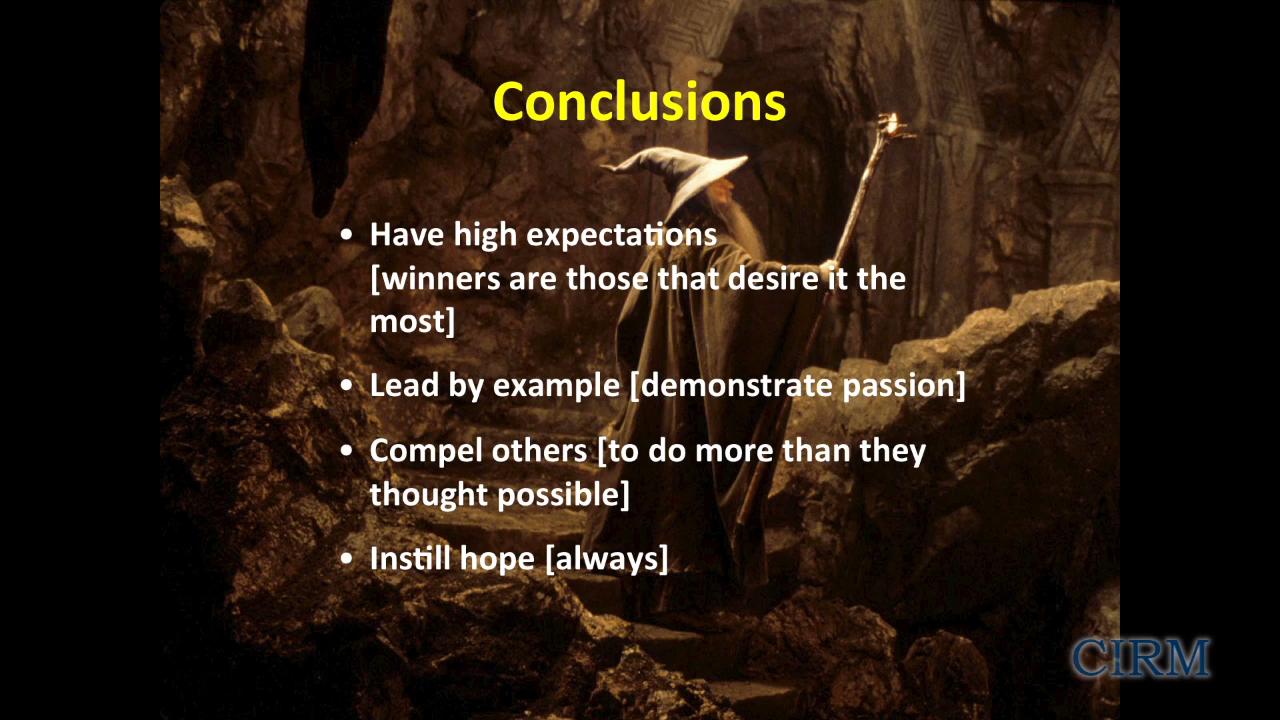 Conclusions
• Have high expectations
[winners are those that desire it the
most]
• Lead by example [demonstrate passion]
• Compel others [to do more than they
thought possible]
• Instill hope [always]
CIRM